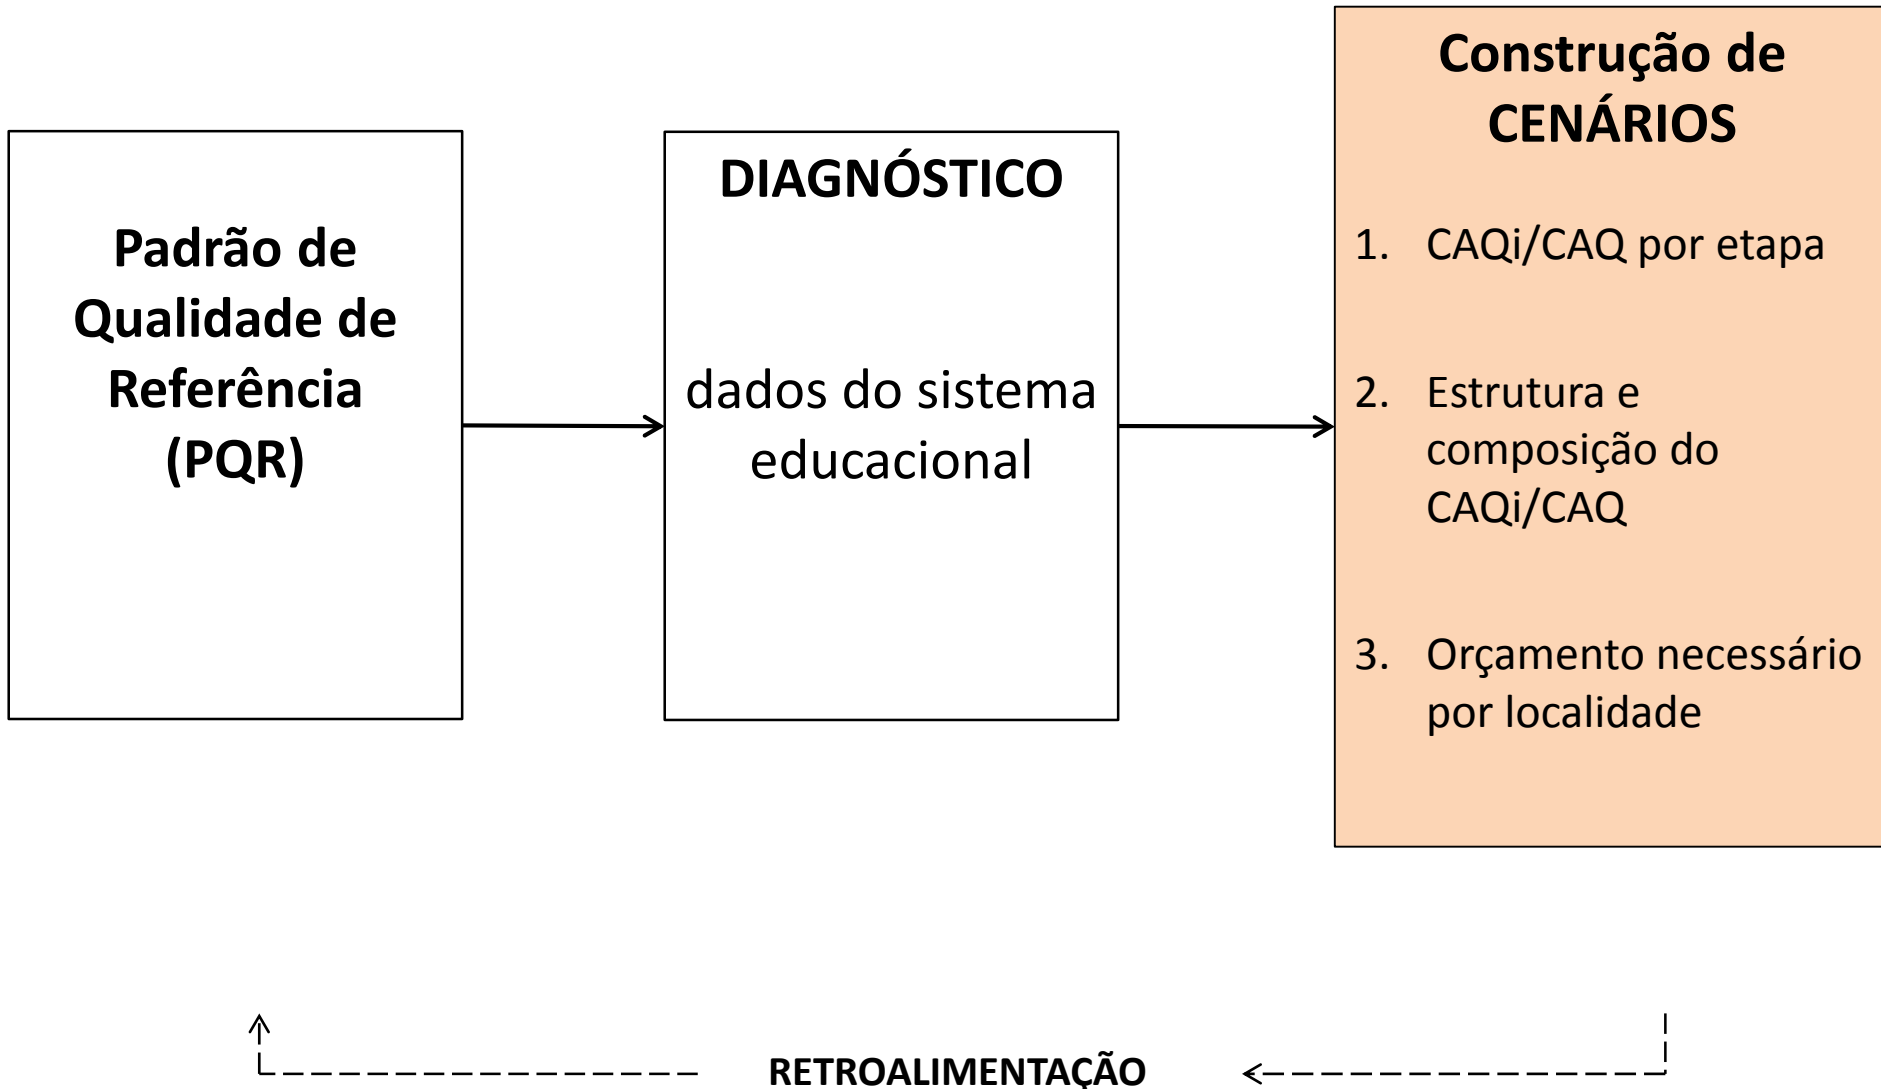 Padrão de
Qualidade de
Referência
(PQR)
DIAGNÓSTICO
dados do sistema
educacional
Construção de
CENÁRIOS
1. CAQi/CAQ por etapa
2. Estrutura e
composição do
CAQi/CAQ
3. Orçamento necessário
por localidade
RETROALIMENTAÇÃO